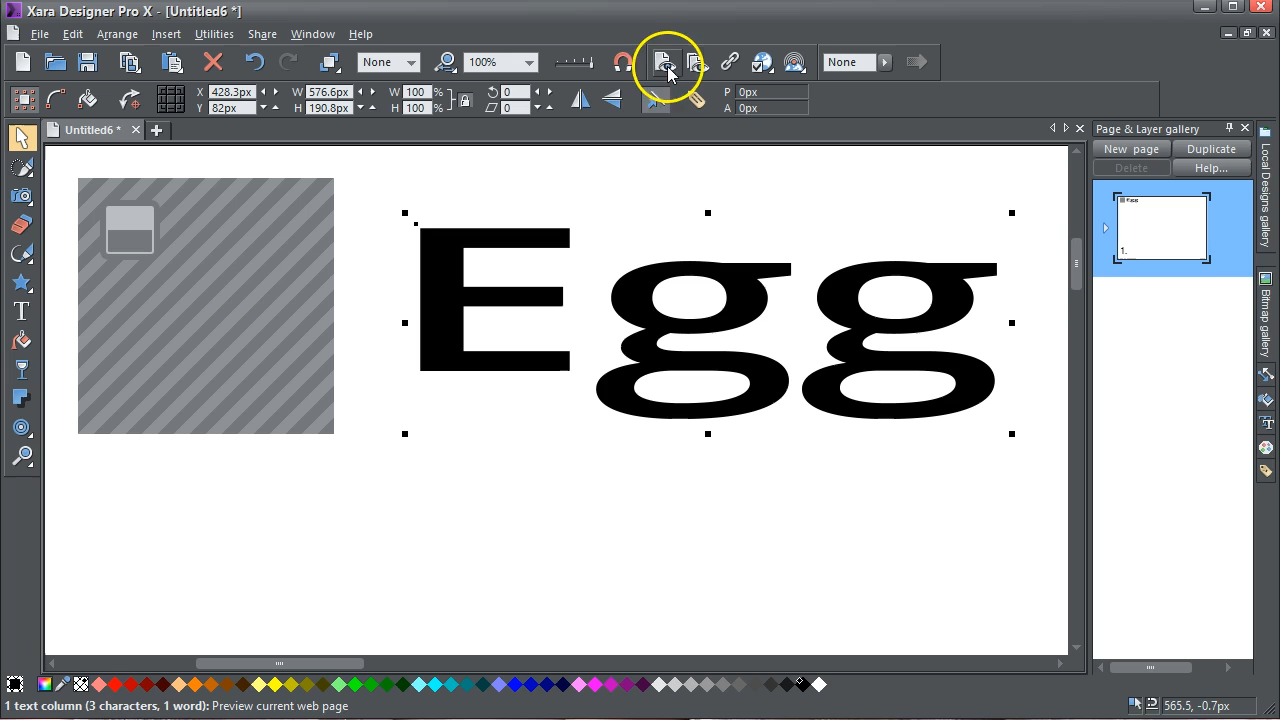 Xara Designer Pro X - [Untitled6 *]
File Edit Arrange Insert Utilities Share Window Help
None 100% None
X 428.3px W 576.6px W 100 % 0 P 0px
Y 82px H 190.8px H 100 % 0 A 0px
Untitled6 *
Page & Layer gallery
New page Duplicate
Delete Help...
Egg
1.
Local Designs gallery
Bitmap gallery
1 text column (3 characters, 1 word): Preview current web page
565.5, -0.7px